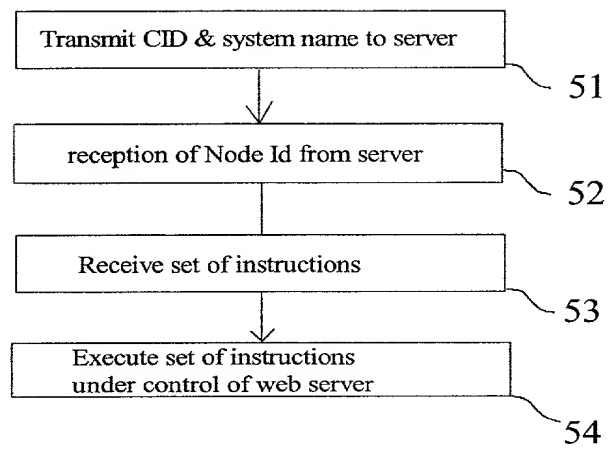 Transmit CID & system name to server
51
reception of Node Id from server
52
Receive set of instructions
53
Execute set of instructions
under control of web server
54